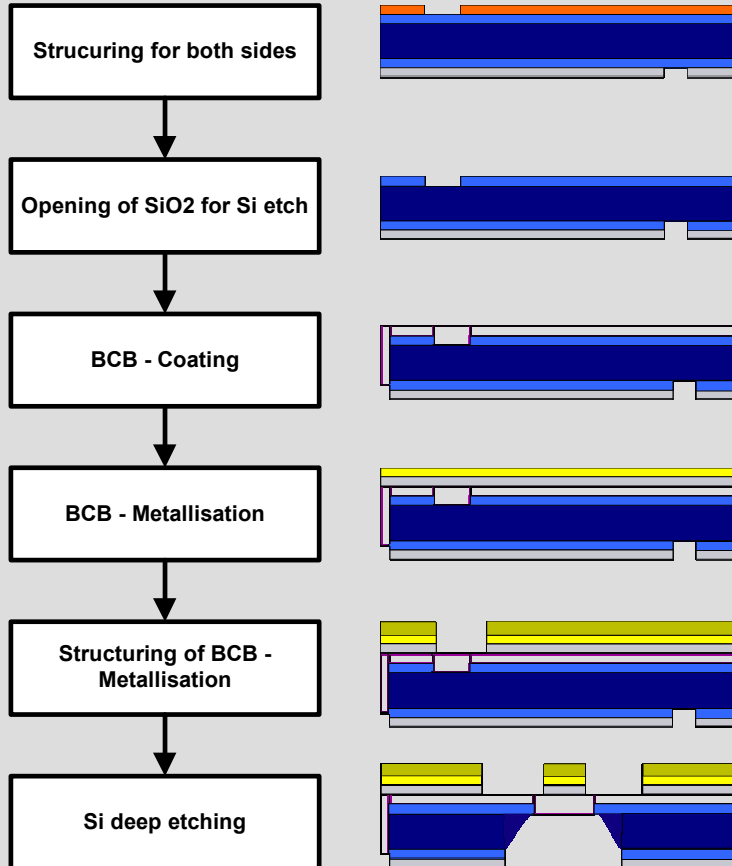 Strucuring for both sides
Opening of SiO2 for Si etch
BCB - Coating
BCB - Metallisation
Structuring of BCB -
Metallisation
Si deep etching